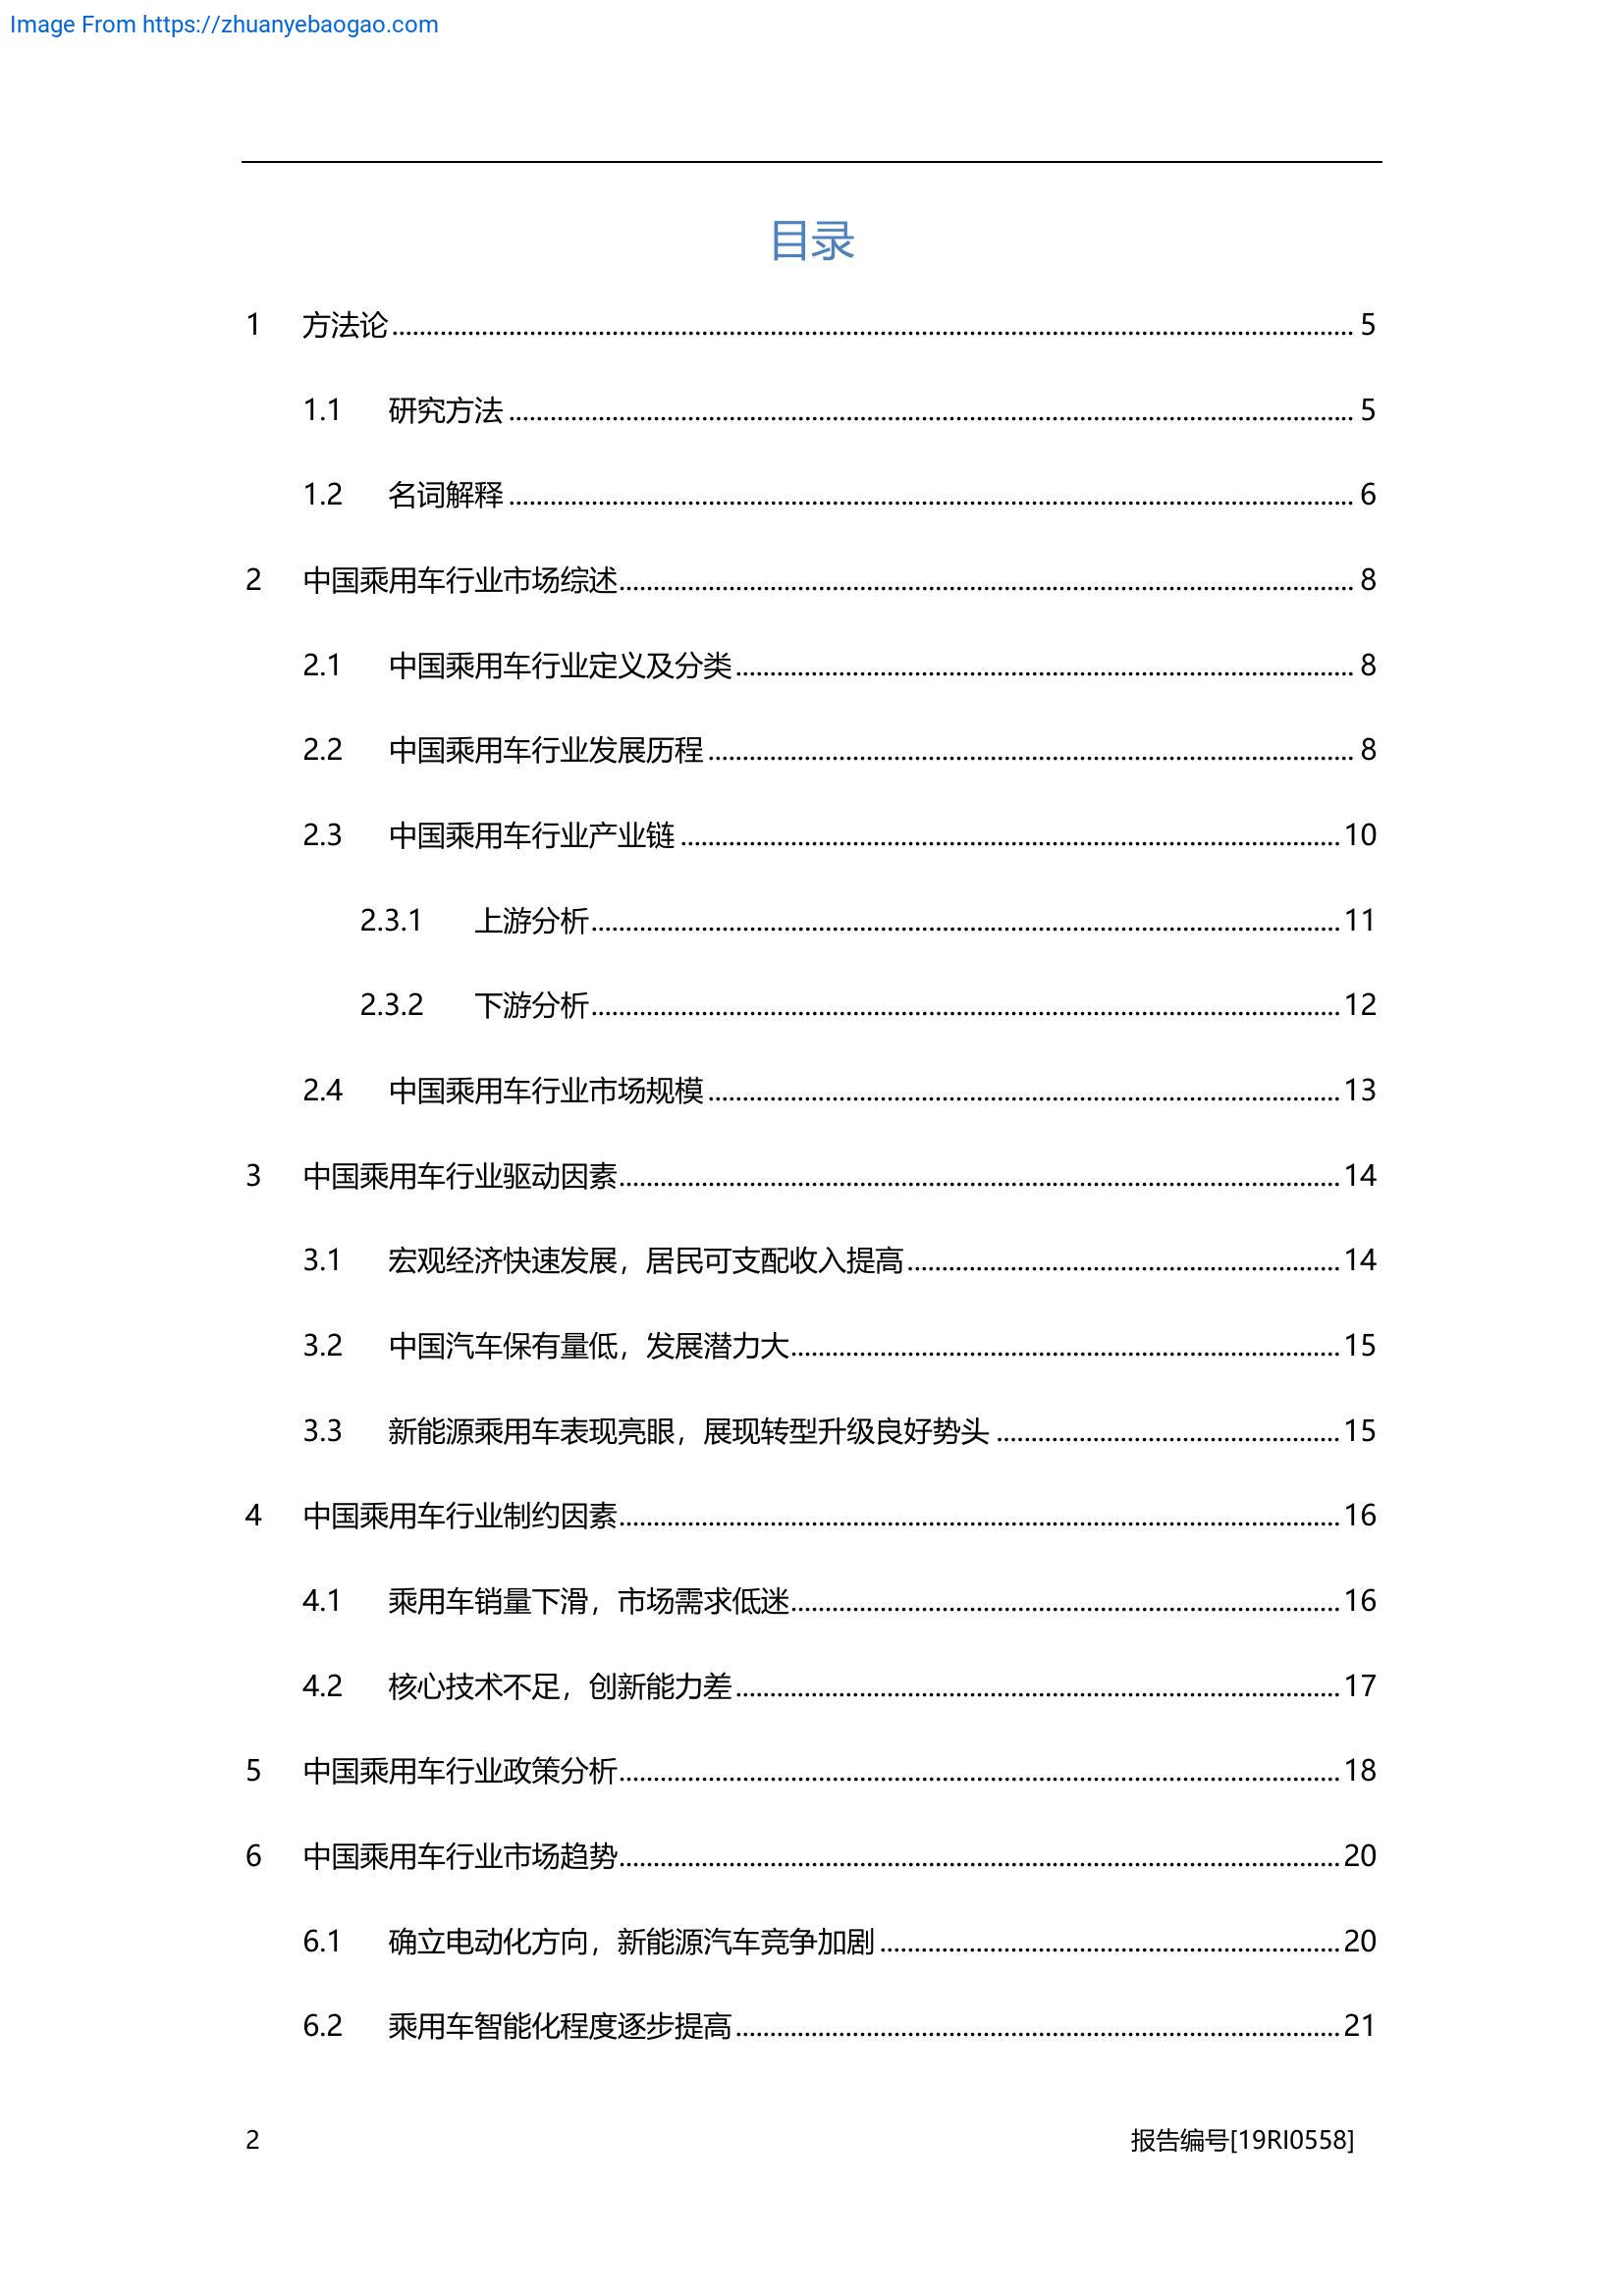 Image From https://zhuanyebaogao.com
目录
1 方法论 5
1.1 研究方法 5
1.2 名词解释 6
2 中国乘用车行业市场综述 8
2.1 中国乘用车行业定义及分类 8
2.2 中国乘用车行业发展历程 8
2.3 中国乘用车行业产业链 10
2.3.1 上游分析 11
2.3.2 下游分析 12
2.4 中国乘用车行业市场规模 13
3 中国乘用车行业驱动因素 14
3.1 宏观经济快速发展，居民可支配收入提高 14
3.2 中国汽车保有量低，发展潜力大 15
3.3 新能源乘用车表现亮眼，展现转型升级良好势头 15
4 中国乘用车行业制约因素 16
4.1 乘用车销量下滑，市场需求低迷 16
4.2 核心技术不足，创新能力差 17
5 中国乘用车行业政策分析 18
6 中国乘用车行业市场趋势 20
6.1 确立电动化方向，新能源汽车竞争加剧 20
6.2 乘用车智能化程度逐步提高 21
2 报告编号[19RI0558]